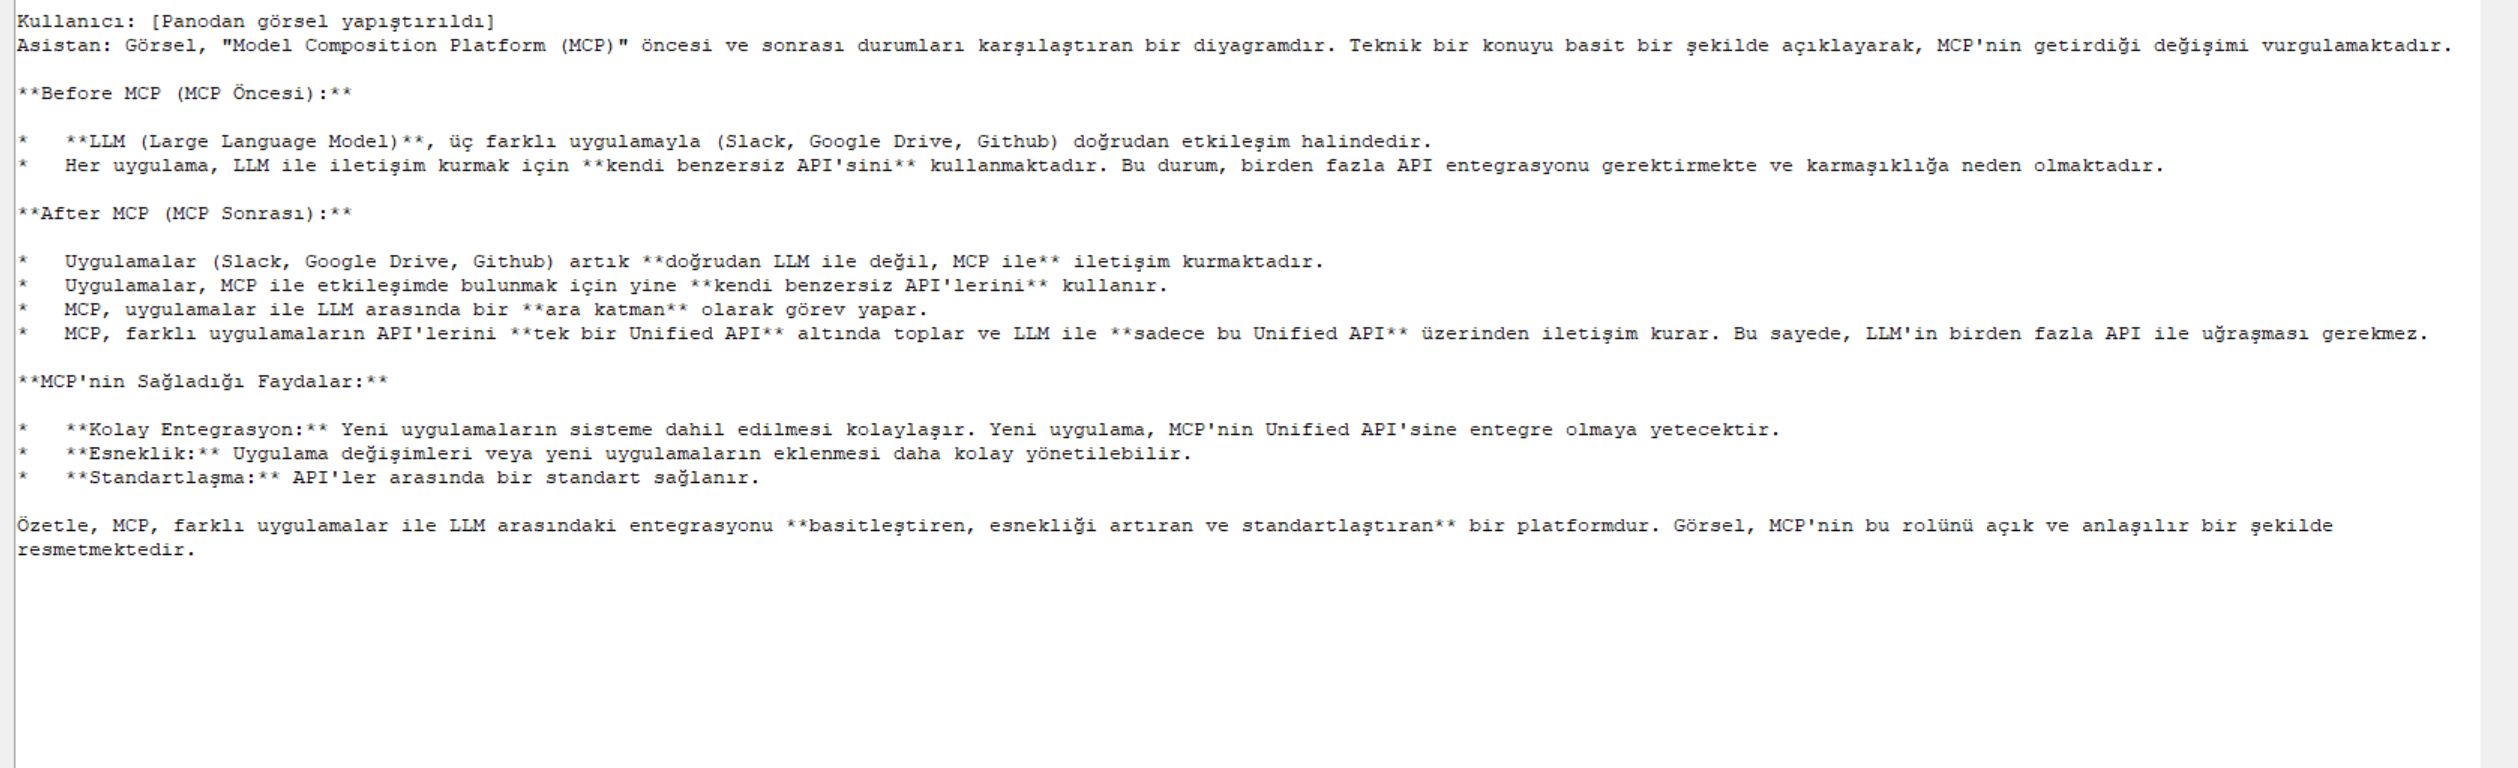 Kullanıcı: [Panodan görsel yapıştırıldı]
Asistan: Görsel, "Model Composition Platform (MCP)" öncesi ve sonrası durumları karşılaştıran bir diyagramdır. Teknik bir konuyu basit bir şekilde açıklayarak, MCP'nin getirdiği değişimi vurgulamaktadır.
**Before MCP (MCP Öncesi):**
*   **LLM (Large Language Model)**, üç farklı uygulamayla (Slack, Google Drive, Github) doğrudan etkileşim halindedir.
*   Her uygulama, LLM ile iletişim kurmak için **kendi benzersiz API'sini** kullanmaktadır. Bu durum, birden fazla API entegrasyonu gerektirmekte ve karmaşıklığa neden olmaktadır.
**After MCP (MCP Sonrası):**
*   Uygulamalar (Slack, Google Drive, Github) artık **doğrudan LLM ile değil, MCP ile** iletişim kurmaktadır.
*   Uygulamalar, MCP ile etkileşimde bulunmak için yine **kendi benzersiz API'lerini** kullanır.
*   MCP, uygulamalar ile LLM arasında bir **ara katman** olarak görev yapar.
*   MCP, farklı uygulamaların API'lerini **tek bir Unified API** altında toplar ve LLM ile **sadece bu Unified API** üzerinden iletişim kurar. Bu sayede, LLM'in birden fazla API ile uğraşması gerekmez.
**MCP'nin Sağladığı Faydalar:**
*   **Kolay Entegrasyon:** Yeni uygulamaların sisteme dahil edilmesi kolaylaşır. Yeni uygulama, MCP'nin Unified API'sine entegre olmaya yetecektir.
*   **Esneklik:** Uygulama değişimleri veya yeni uygulamaların eklenmesi daha kolay yönetilebilir.
*   **Standartlaşma:** API'ler arasında bir standart sağlanır.
Özetle, MCP, farklı uygulamalar ile LLM arasındaki entegrasyonu **basitleştiren, esnekliği artıran ve standartlaştıran** bir platformdur. Görsel, MCP'nin bu rolünü açık ve anlaşılır bir şekilde
resmetmektedir.